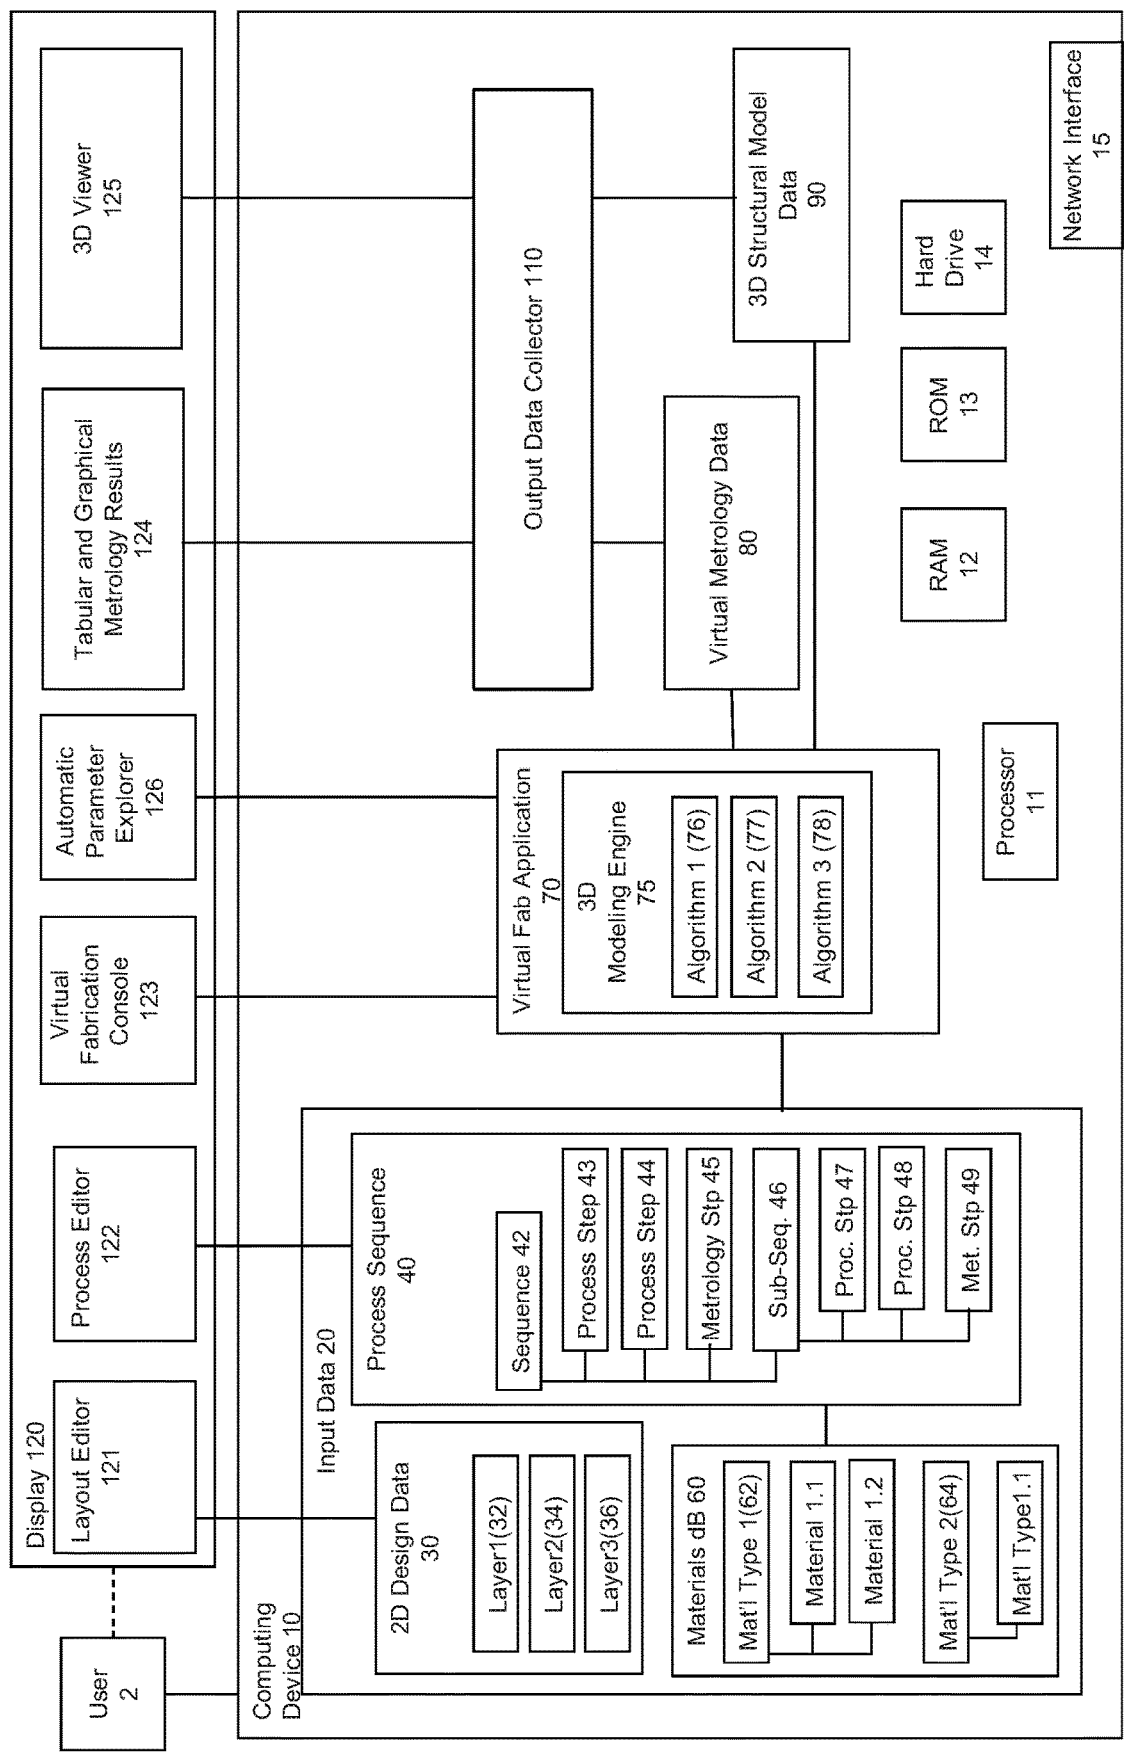 User
2
Display 120
Layout Editor
121
Process Editor
122
Virtual
Fabrication
Console
123
Automatic
Parameter
Explorer
126
Tabular and Graphical
Metrology Results
124
3D Viewer
125
Computing
Device 10
Input Data 20
2D Design Data
30
Layer1(32)
Layer2(34)
Layer3(36)
Materials dB 60
Mat'l Type 1(62)
Material 1.1
Material 1.2
Mat'l Type 2(64)
Mat'l Type1.1
Process Sequence
40
Sequence 42
Process Step 43
Process Step 44
Metrology Stp 45
Sub-Seq. 46
Proc. Stp 47
Proc. Stp 48
Met. Stp 49
Virtual Fab Application
70
3D
Modeling Engine
75
Algorithm 1 (76)
Algorithm 2 (77)
Algorithm 3 (78)
Output Data Collector 110
Virtual Metrology Data
80
3D Structural Model
Data
90
Processor
11
RAM
12
ROM
13
Hard
Drive
14
Network Interface
15